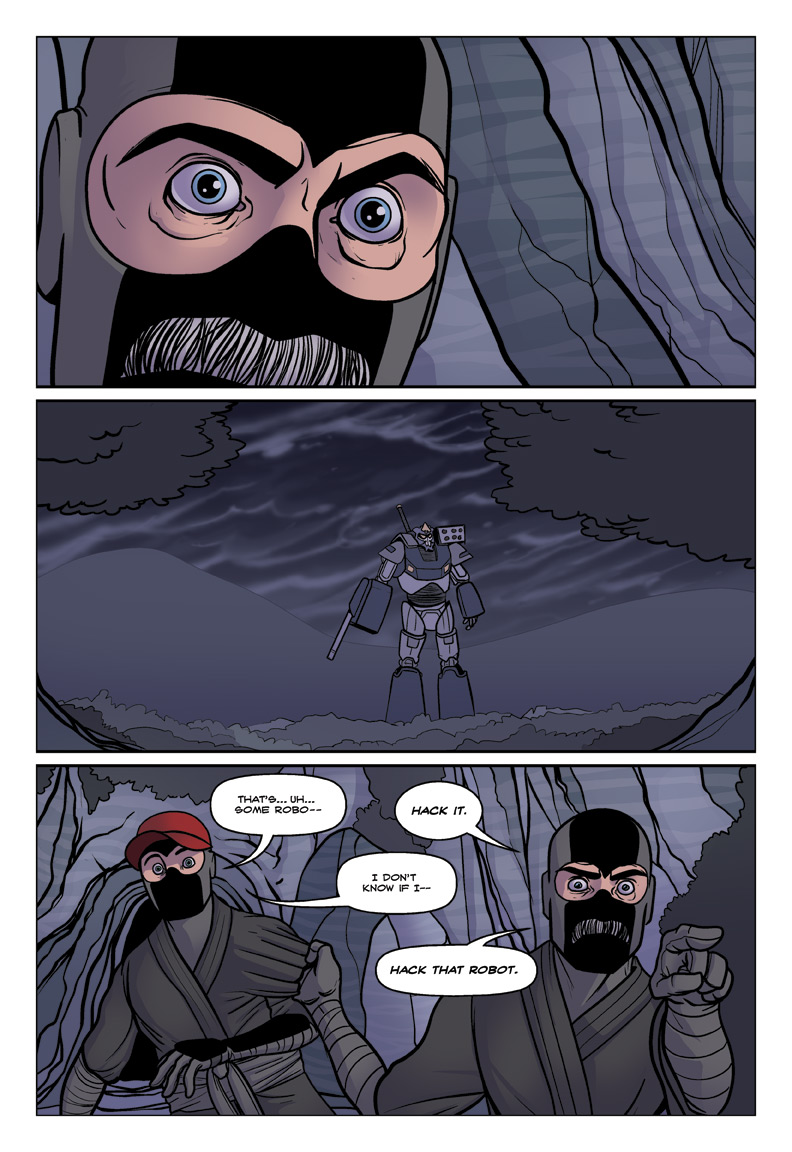 THAT'S... UH...
SOME ROBO--
HACK IT.
I DON'T
KNOW IF I--
HACK THAT ROBOT.